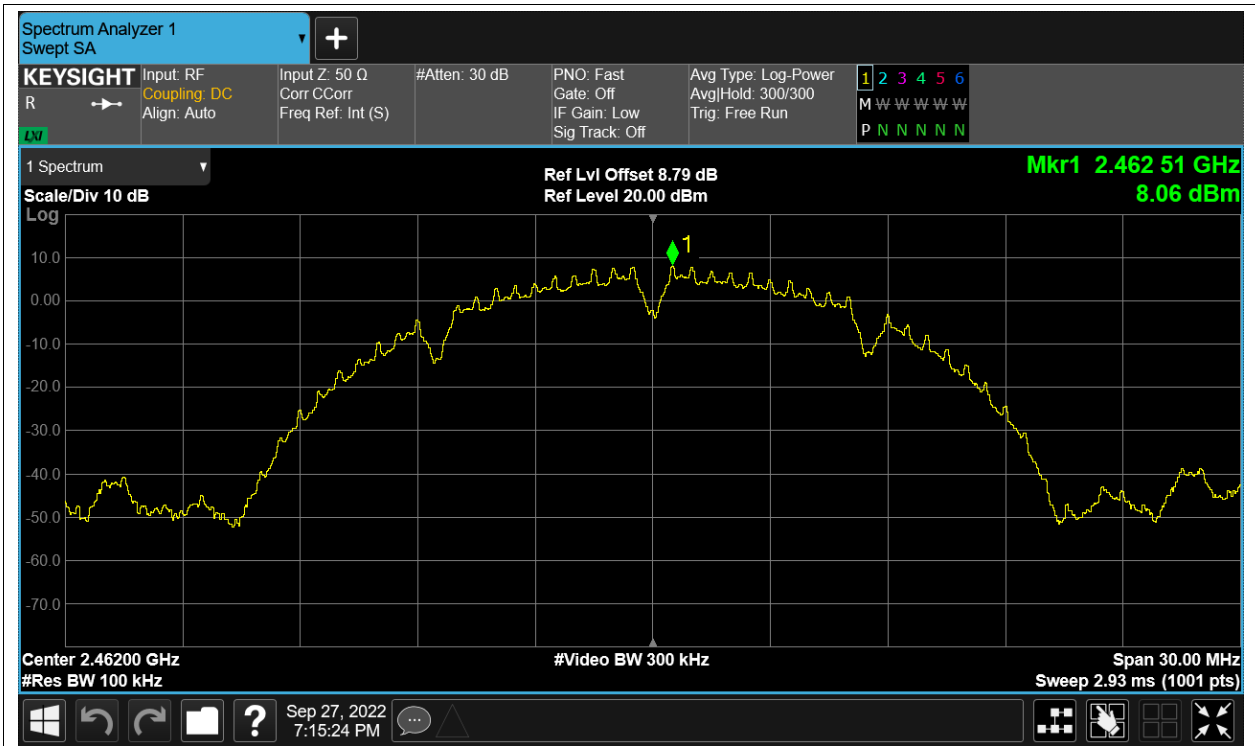 Spectrum Analyzer 1
Swept SA
KEYSIGHT
R
LXI
Input: RF
Coupling: DC
Align: Auto
Input Z: 50 Ω
Corr CCorr
Freq Ref: Int (S)
#Atten: 30 dB
PNO: Fast
Gate: Off
IF Gain: Low
Sig Track: Off
Avg Type: Log-Power
Avg|Hold: 300/300
Trig: Free Run
1 2 3 4 5 6
M W W W W W
P N N N N N
1 Spectrum
Scale/Div 10 dB
Log
Ref Lvl Offset 8.79 dB
Ref Level 20.00 dBm
Mkr1 2.462 51 GHz
8.06 dBm
1
10.0
0.00
-10.0
-20.0
-30.0
-40.0
-50.0
-60.0
-70.0
Center 2.46200 GHz
#Video BW 300 kHz
Span 30.00 MHz
#Res BW 100 kHz
Sweep 2.93 ms (1001 pts)
?
Sep 27, 2022
7:15:24 PM